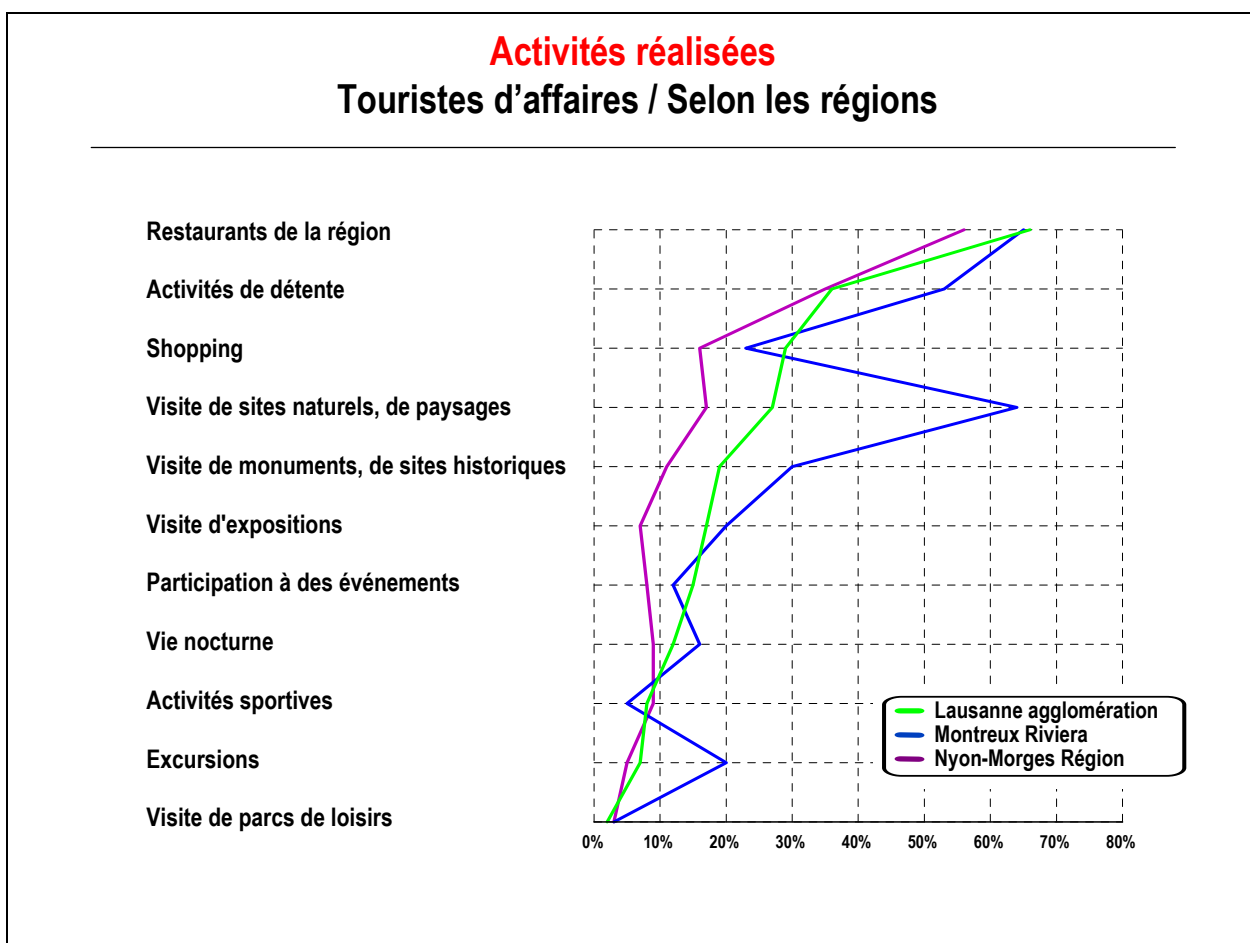 Activités réalisées
Touristes d’affaires / Selon les régions
Restaurants de la région
Activités de détente
Shopping
Visite de sites naturels, de paysages
Visite de monuments, de sites historiques
Visite d'expositions
Participation à des événements
Vie nocturne
Activités sportives
Excursions
Visite de parcs de loisirs
Lausanne agglomération
Montreux Riviera
Nyon-Morges Région
0% 10% 20% 30% 40% 50% 60% 70% 80%